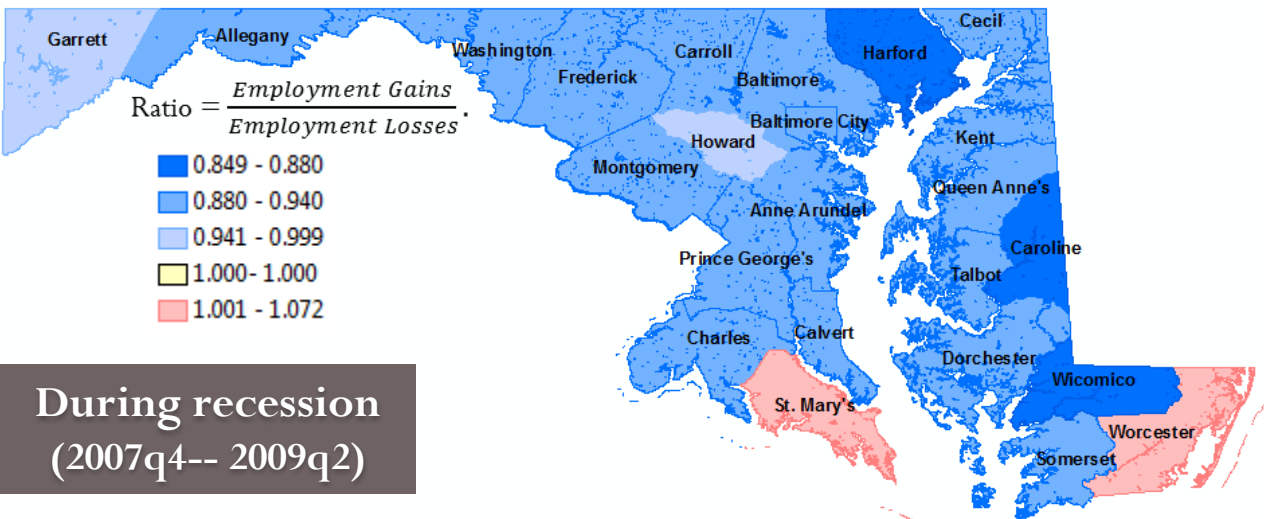 Cecil
Garrett
Allegany
Washington
Carroll
Harford
Frederick
Baltimore
Ratio = Employment Gains / Employment Losses.
Baltimore City
Howard
Kent
Montgomery
0.849 - 0.880
Queen Anne's
0.880 - 0.940
Anne Arundel
0.941 - 0.999
Caroline
Prince George's
1.000- 1.000
Talbot
1.001 - 1.072
Charles
Calvert
Dorchester
Wicomico
During recession
(2007q4-- 2009q2)
St. Mary's
Worcester
Somerset